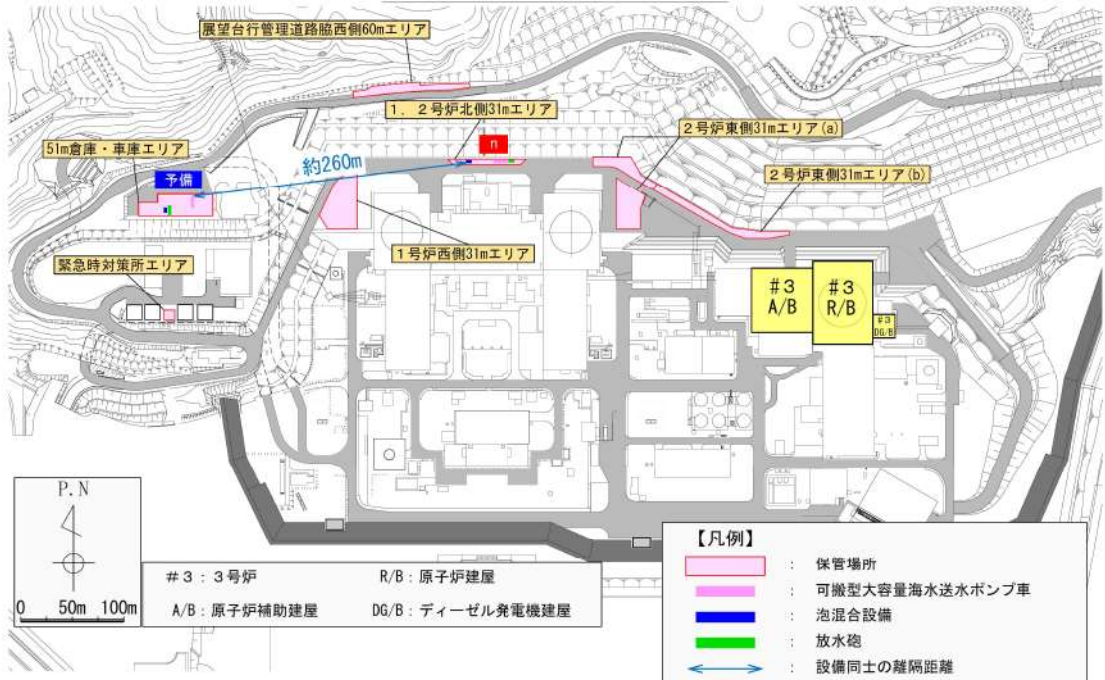 展望台行管理道路脇西側60mエリア
1．2号炉北側31mエリア
n
2号炉東側31mエリア(a)
51m倉庫・車庫エリア
予備
約260m
2号炉東側31mエリア(b)
1号炉西側31mエリア
緊急時対策所エリア
#3
A/B
#3
R/B
#3
DG/B
P.N
0 50m 100m
#3：3号炉 R/B：原子炉建屋
A/B：原子炉補助建屋 DG/B：ディーゼル発電機建屋
【凡例】
： 保管場所
： 可搬型大容量海水送水ポンプ車
： 泡混合設備
： 放水砲
： 設備同士の離隔距離